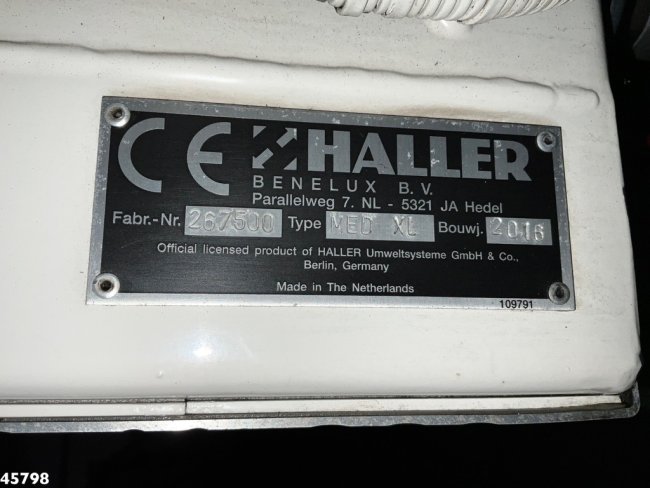 CE HALLER
BENELUX B.V.
Parallelweg 7. NL - 5321 JA Hedel
Fabr.-Nr. 267500 Type MED XL Bouwj. 2016
Official licensed product of HALLER Umweltsysteme GmbH & Co.,
Berlin, Germany
Made in The Netherlands
109791
45798